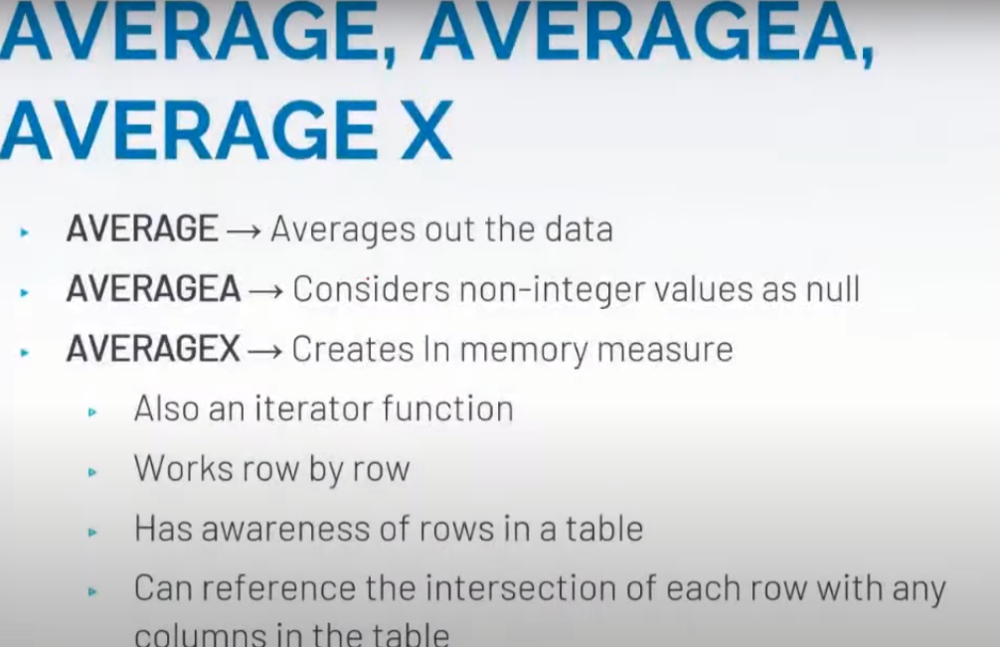 AVERAGE, AVERAGEA,
AVERAGE X
AVERAGE → Averages out the data
AVERAGEA → Considers non-integer values as null
AVERAGEX → Creates In memory measure
Also an iterator function
Works row by row
Has awareness of rows in a table
Can reference the intersection of each row with any
columns in the table